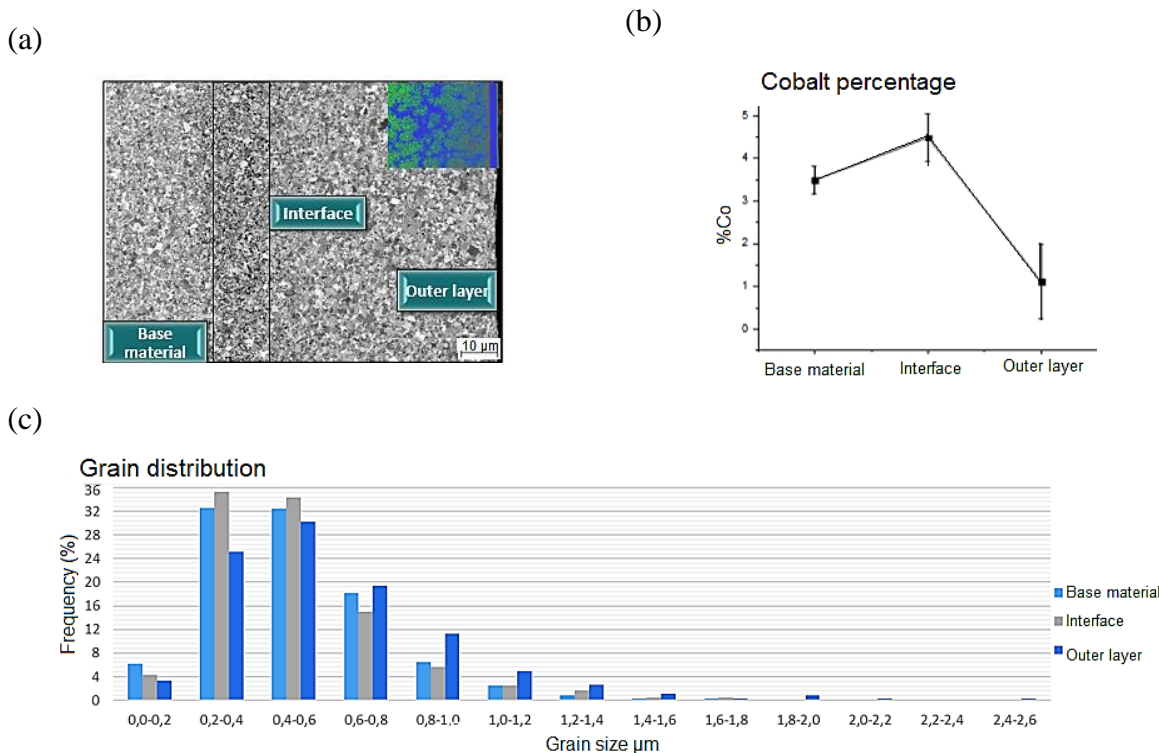 (a)
Interface
Outer layer
Base
material
10 µm
(b)
Cobalt percentage
%Co
5
4
3
2
1
0
Base material
Interface
Outer layer
(c)
Grain distribution
Frequency (%)
36
32
28
24
20
16
12
8
4
0
0,0-0,2
0,2-0,4
0,4-0,6
0,6-0,8
0,8-1,0
1,0-1,2
1,2-1,4
1,4-1,6
1,6-1,8
1,8-2,0
2,0-2,2
2,2-2,4
2,4-2,6
Grain size µm
Base material
Interface
Outer layer